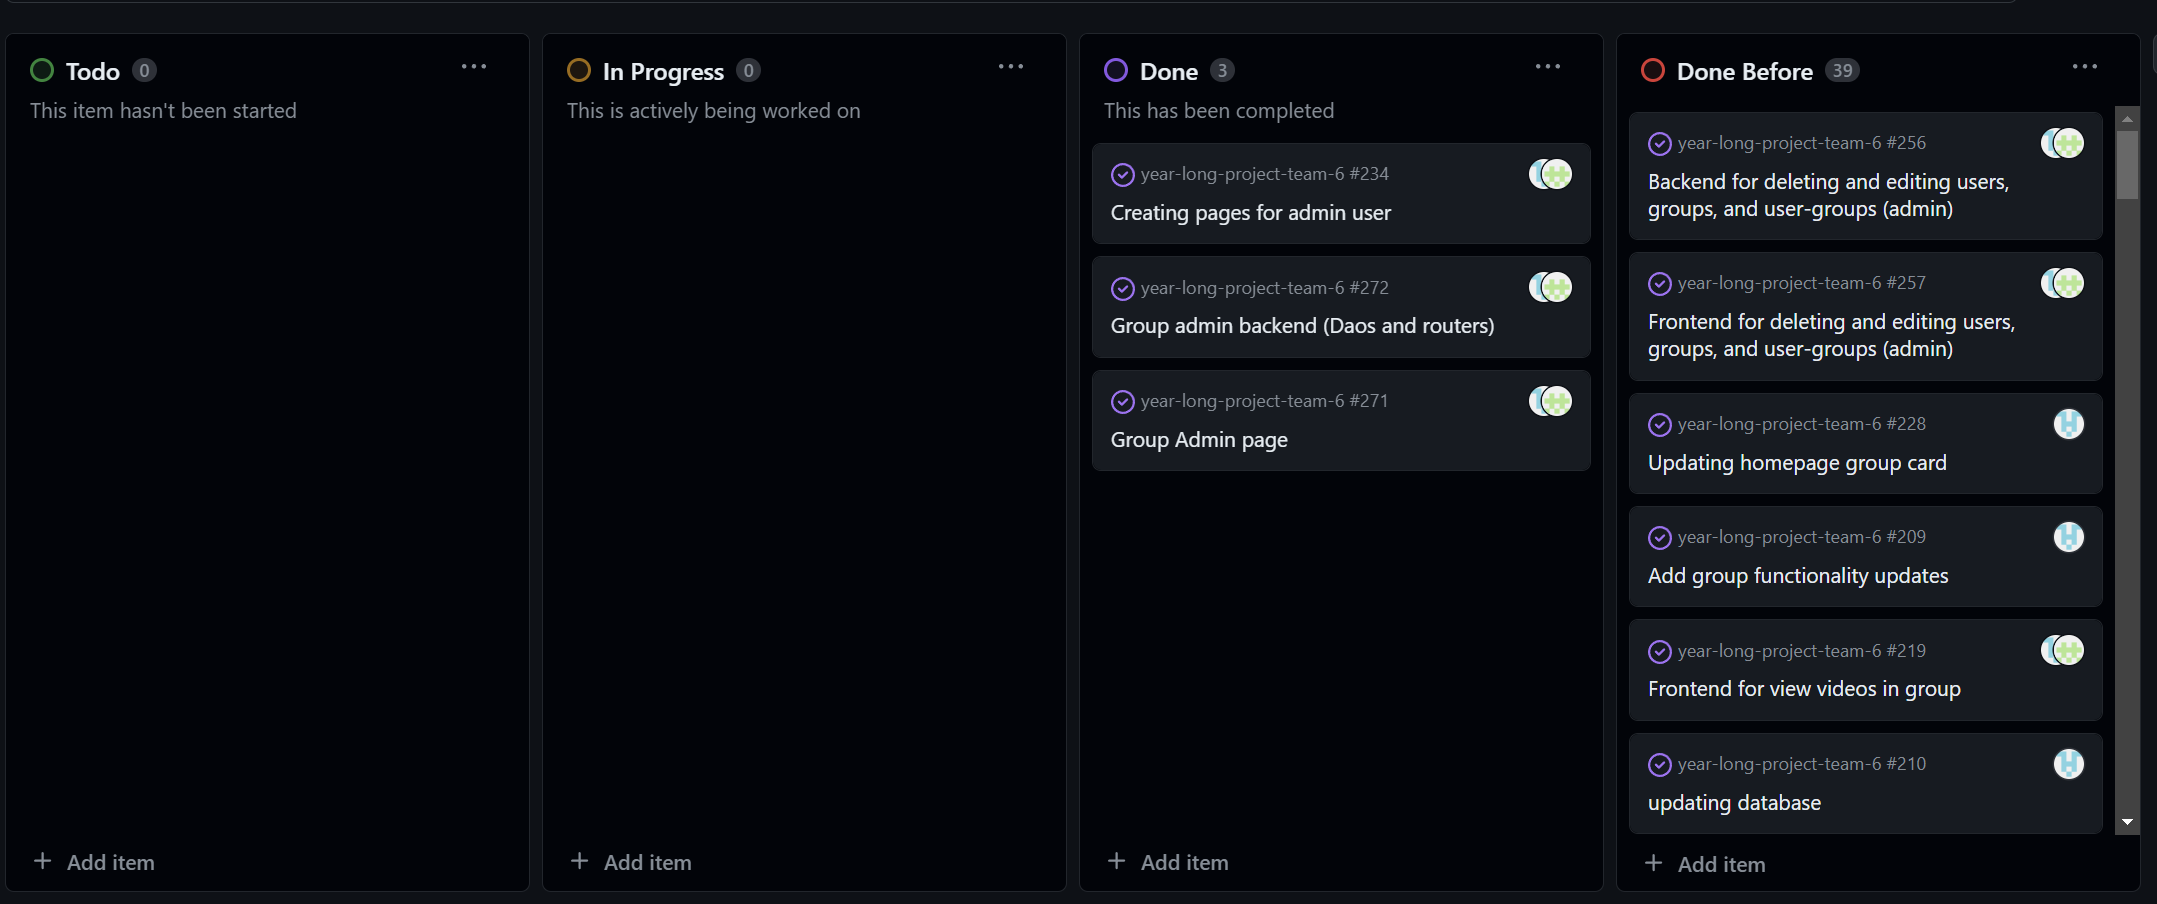 Todo 0
This item hasn't been started
Add item
In Progress 0
This is actively being worked on
Add item
Done 3
This has been completed
year-long-project-team-6 #234
Creating pages for admin user
year-long-project-team-6 #272
Group admin backend (Daos and routers)
year-long-project-team-6 #271
Group Admin page
Add item
Done Before 39
year-long-project-team-6 #256
Backend for deleting and editing users,
groups, and user-groups (admin)
year-long-project-team-6 #257
Frontend for deleting and editing users,
groups, and user-groups (admin)
year-long-project-team-6 #228
Updating homepage group card
year-long-project-team-6 #209
Add group functionality updates
year-long-project-team-6 #219
Frontend for view videos in group
year-long-project-team-6 #210
updating database
Add item